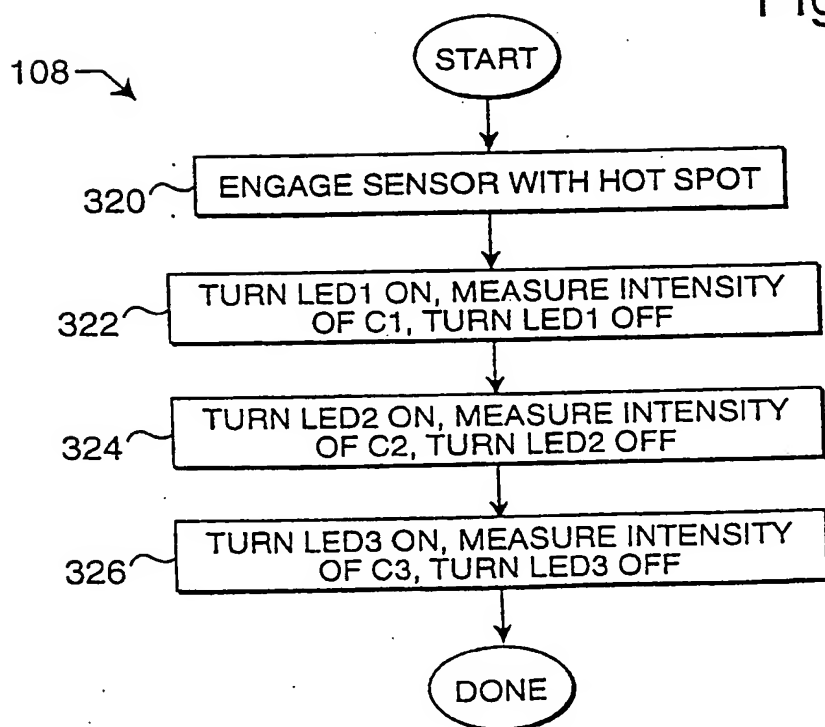 Fig
START
108
ENGAGE SENSOR WITH HOT SPOT
320
TURN LED1 ON, MEASURE INTENSITY
OF C1, TURN LED1 OFF
322
TURN LED2 ON, MEASURE INTENSITY
OF C2, TURN LED2 OFF
324
TURN LED3 ON, MEASURE INTENSITY
OF C3, TURN LED3 OFF
326
DONE